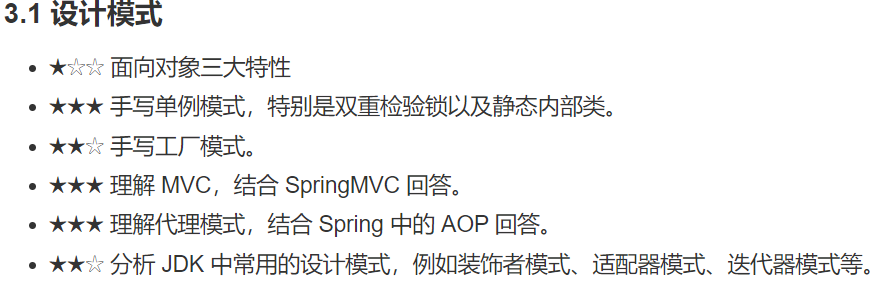 3.1 设计模式
• ★☆☆ 面向对象三大特性
• ★★★ 手写单例模式，特别是双重检验锁以及静态内部类。
• ★★☆ 手写工厂模式。
• ★★★ 理解 MVC，结合 SpringMVC 回答。
• ★★★ 理解代理模式，结合 Spring 中的 AOP 回答。
• ★★☆ 分析 JDK 中常用的设计模式，例如装饰者模式、适配器模式、迭代器模式等。